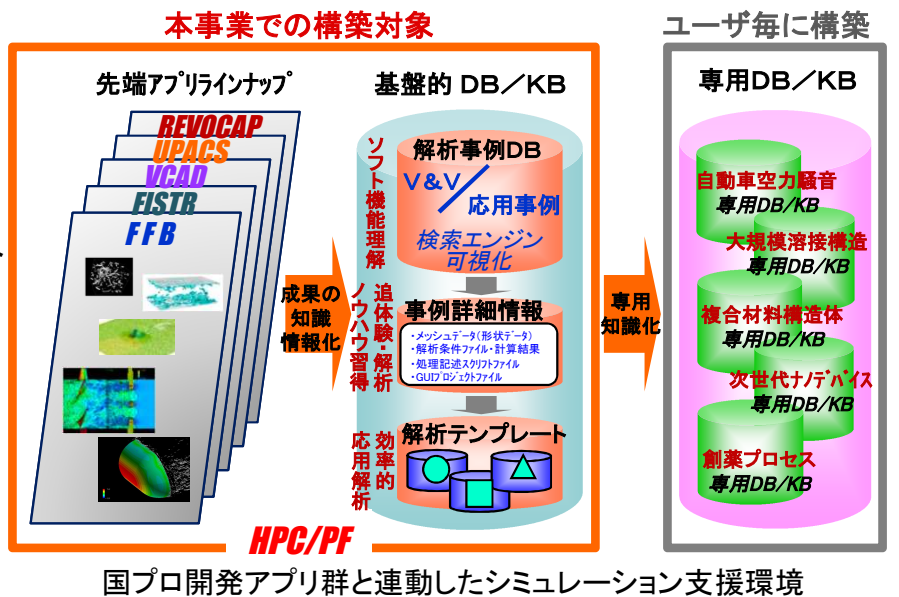 本事業での構築対象
ユーザ毎に構築
先端アプリラインナップ
REVOCAP
UPACS
VCAD
FISTR
FFB
成果の
知識
情報化
基盤的 DB／KB
ソフト機能理解
解析事例DB
V&V／応用事例
検索エンジン
可視化
追体験・解析
ノウハウ習得
事例詳細情報
・メッシュデータ(形状データ)
・解析条件ファイル・計算結果
・処理記述スクリプトファイル
・GUIプロジェクトファイル
効率的
応用解析
解析テンプレート
HPC/PF
専用
知識化
専用DB／KB
自動車空力騒音
専用DB/KB
大規模溶接構造
専用DB/KB
複合材料構造体
専用DB/KB
次世代ナノデバイス
専用DB/KB
創薬プロセス
専用DB/KB
国プロ開発アプリ群と連動したシミュレーション支援環境